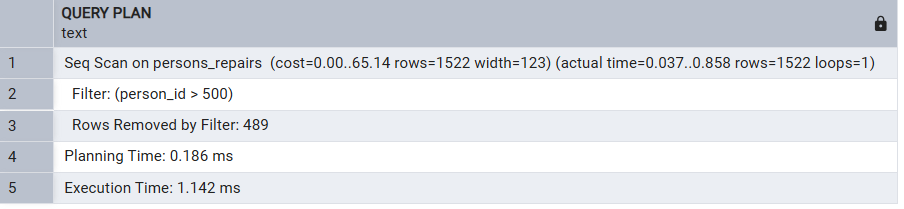 QUERY PLAN
text
1 Seq Scan on persons_repairs (cost=0.00..65.14 rows=1522 width=123) (actual time=0.037..0.858 rows=1522 loops=1)
2 Filter: (person_id > 500)
3 Rows Removed by Filter: 489
4 Planning Time: 0.186 ms
5 Execution Time: 1.142 ms